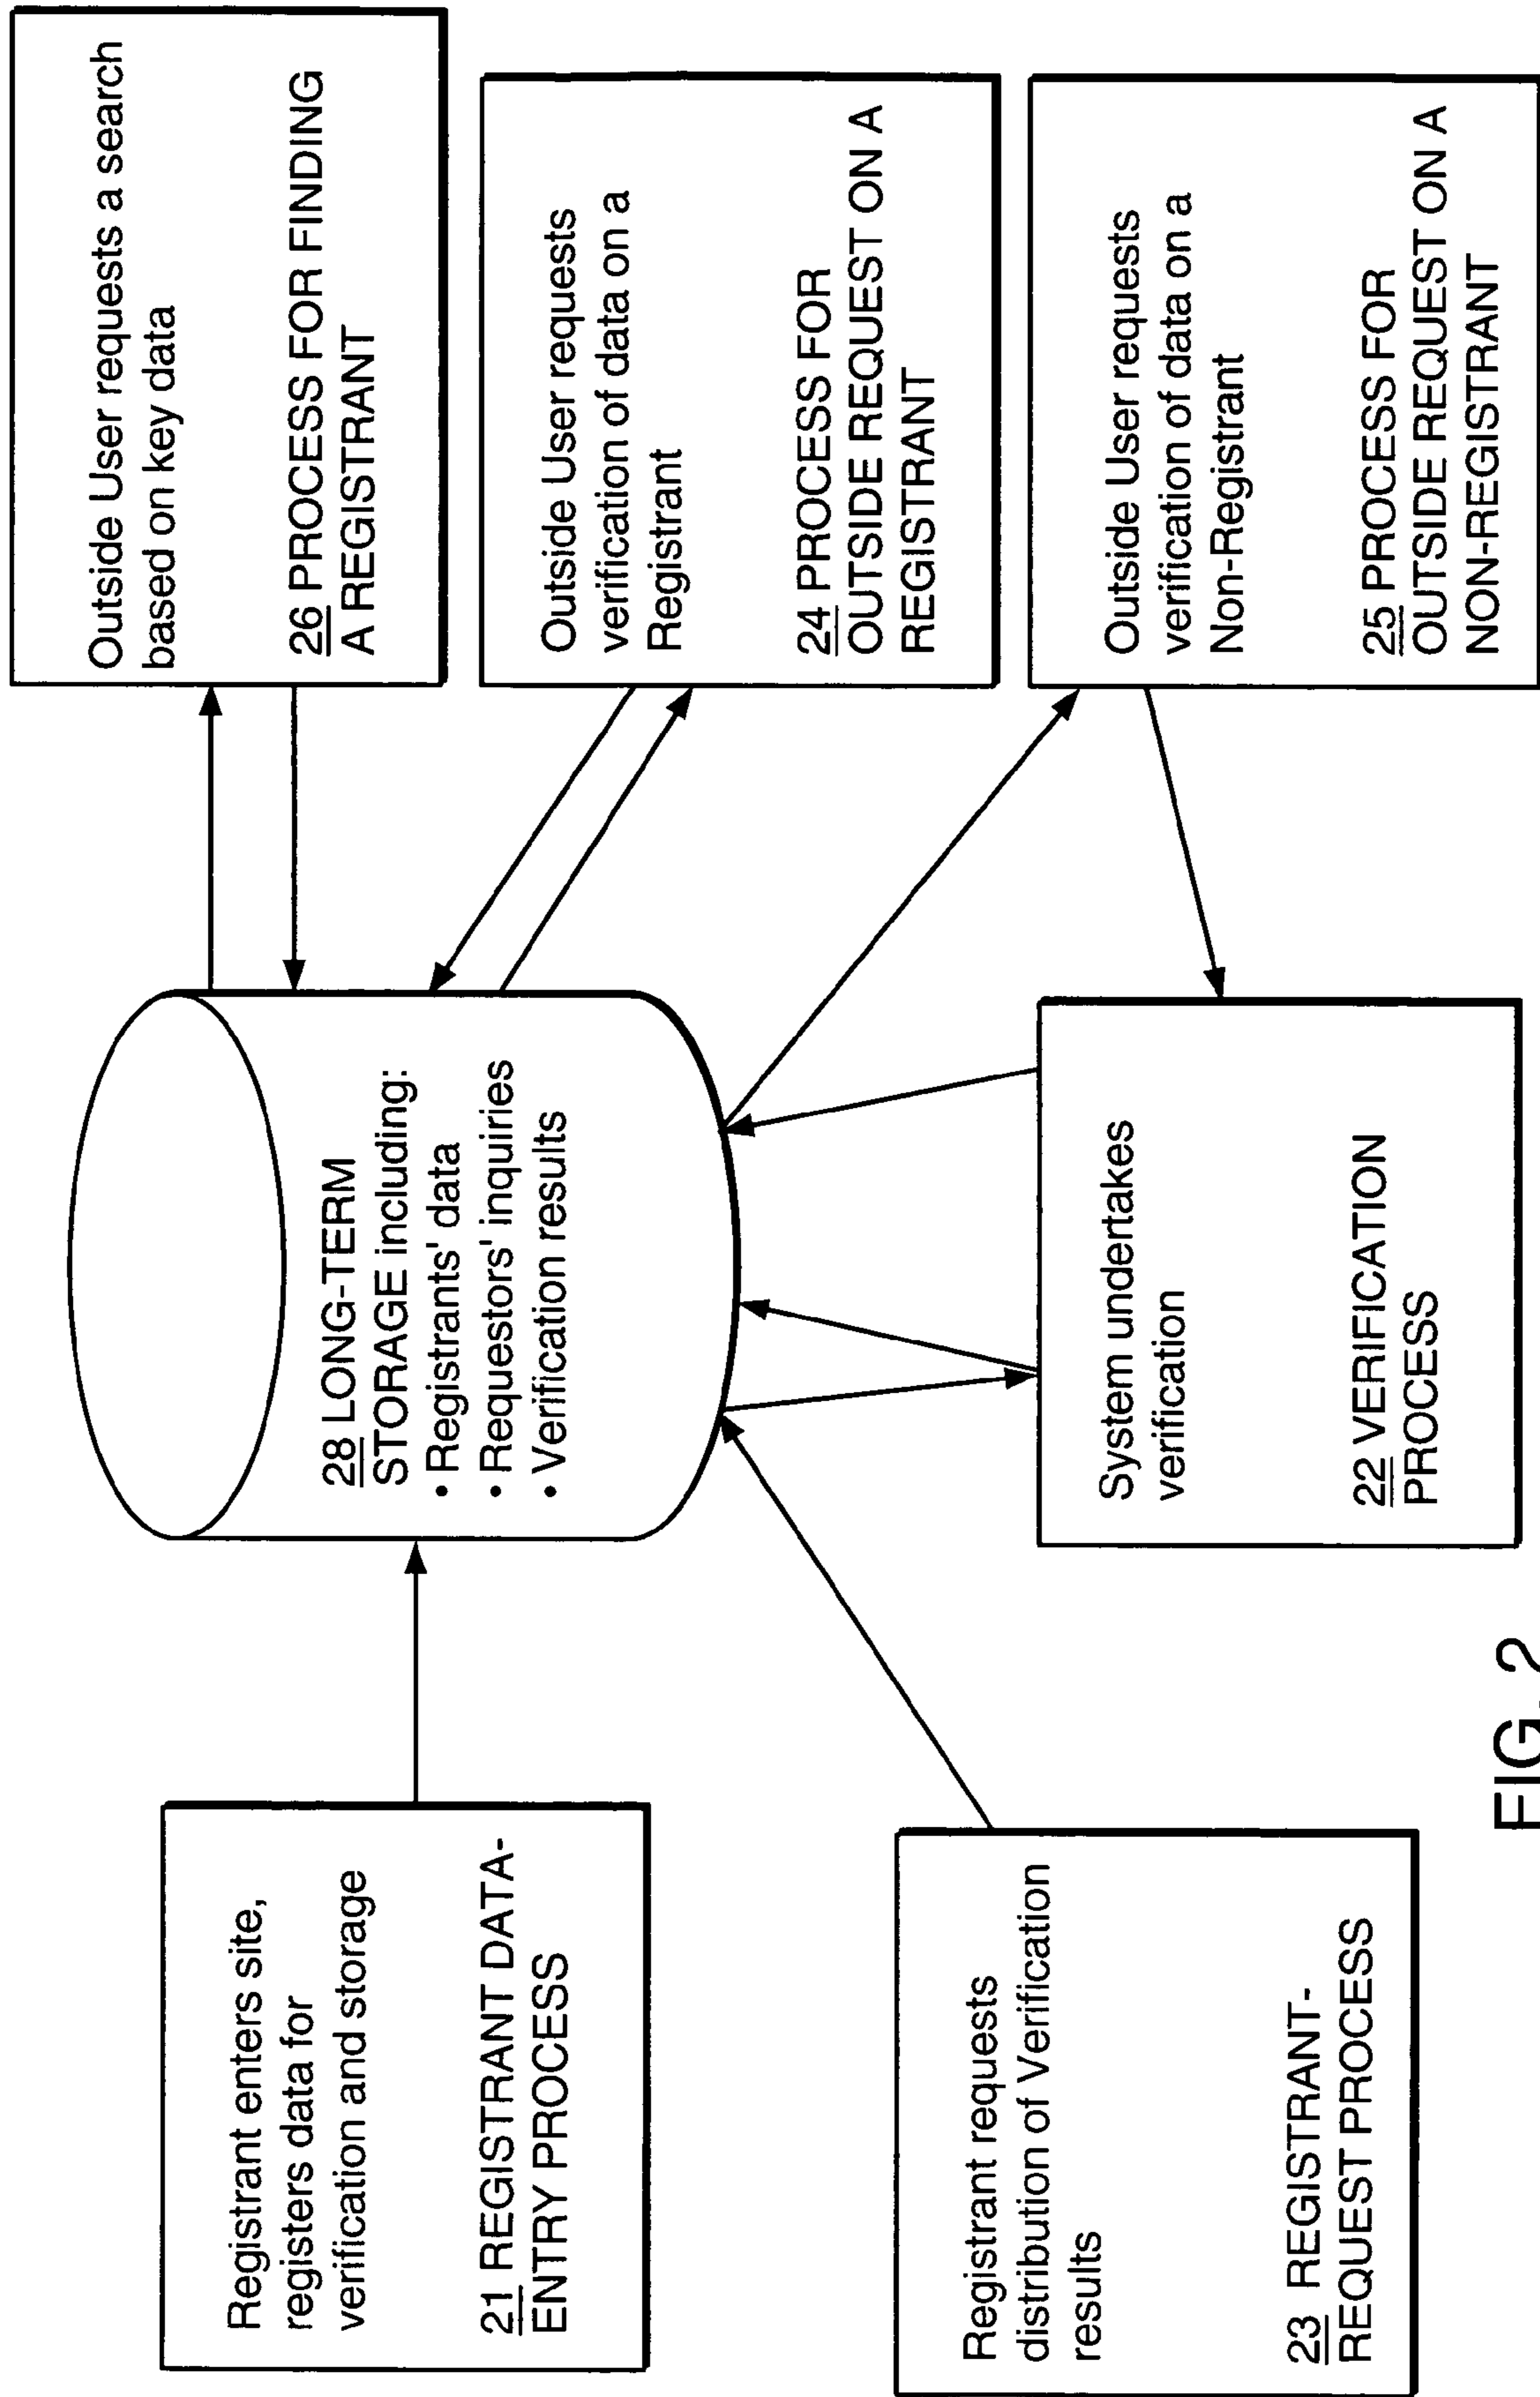 Registrant enters site,
registers data for
verification and storage
21 REGISTRANT DATA-
ENTRY PROCESS
Registrant requests
distribution of Verification
results
23 REGISTRANT-
REQUEST PROCESS
28 LONG-TERM
STORAGE including:
• Registrants' data
• Requestors' inquiries
• Verification results
System undertakes
verification
22 VERIFICATION
PROCESS
Outside User requests a search
based on key data
26 PROCESS FOR FINDING
A REGISTRANT
Outside User requests
verification of data on a
Registrant
24 PROCESS FOR
OUTSIDE REQUEST ON A
REGISTRANT
Outside User requests
verification of data on a
Non-Registrant
25 PROCESS FOR
OUTSIDE REQUEST ON A
NON-REGISTRANT
FIG. 2